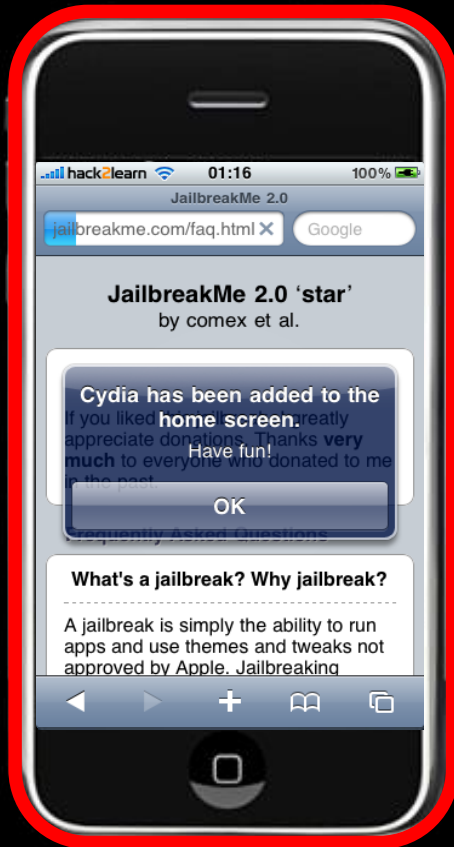 hack2learn 01:16 100%
JailbreakMe 2.0
jailbreakme.com/faq.html Google
JailbreakMe 2.0 ‘star’
by comex et al.
Cydia has been added to the
home screen.
Have fun!
OK
If you liked this jailbreak, greatly
appreciate donations. Thanks very
much to everyone who donated to me
in the past.
Frequently Asked Questions
What's a jailbreak? Why jailbreak?
A jailbreak is simply the ability to run
apps and use themes and tweaks not
approved by Apple. Jailbreaking